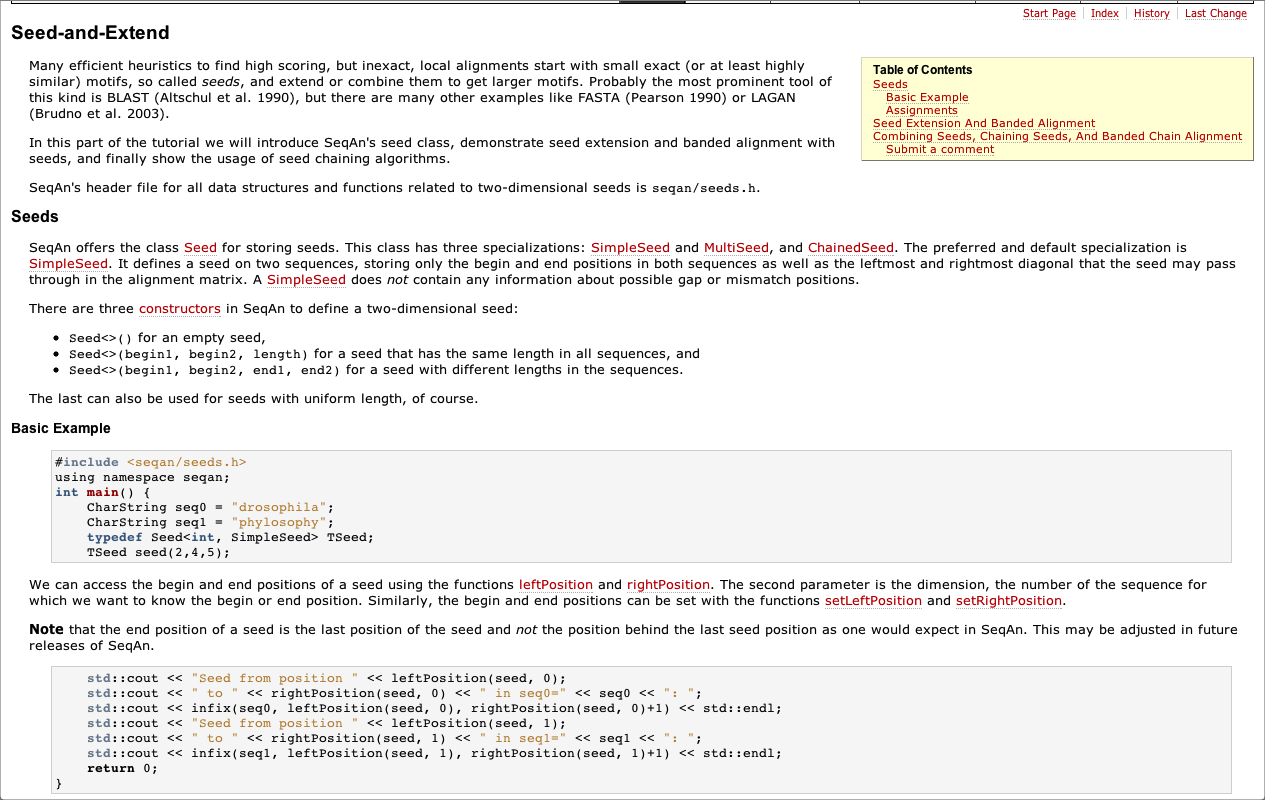 Start Page Index History Last Change
Seed-and-Extend
Many efficient heuristics to find high scoring, but inexact, local alignments start with small exact (or at least highly
similar) motifs, so called seeds, and extend or combine them to get larger motifs. Probably the most prominent tool of
this kind is BLAST (Altschul et al. 1990), but there are many other examples like FASTA (Pearson 1990) or LAGAN
(Brudno et al. 2003).
In this part of the tutorial we will introduce SeqAn's seed class, demonstrate seed extension and banded alignment with
seeds, and finally show the usage of seed chaining algorithms.
SeqAn's header file for all data structures and functions related to two-dimensional seeds is seqan/seeds.h.
Table of Contents
Seeds
Basic Example
Assignments
Seed Extension And Banded Alignment
Combining Seeds, Chaining Seeds, And Banded Chain Alignment
Submit a comment
Seeds
SeqAn offers the class Seed for storing seeds. This class has three specializations: SimpleSeed and MultiSeed, and ChainedSeed. The preferred and default specialization is
SimpleSeed. It defines a seed on two sequences, storing only the begin and end positions in both sequences as well as the leftmost and rightmost diagonal that the seed may pass
through in the alignment matrix. A SimpleSeed does not contain any information about possible gap or mismatch positions.
There are three constructors in SeqAn to define a two-dimensional seed:
• Seed<>() for an empty seed,
• Seed<>(begin1, begin2, length) for a seed that has the same length in all sequences, and
• Seed<>(begin1, begin2, end1, end2) for a seed with different lengths in the sequences.
The last can also be used for seeds with uniform length, of course.
Basic Example
#include <seqan/seeds.h>
using namespace seqan;
int main() {
    CharString seq0 = "drosophila";
    CharString seq1 = "phylosophy";
    typedef Seed<int, SimpleSeed> TSeed;
    TSeed seed(2,4,5);
We can access the begin and end positions of a seed using the functions leftPosition and rightPosition. The second parameter is the dimension, the number of the sequence for
which we want to know the begin or end position. Similarly, the begin and end positions can be set with the functions setLeftPosition and setRightPosition.
Note that the end position of a seed is the last position of the seed and not the position behind the last seed position as one would expect in SeqAn. This may be adjusted in future
releases of SeqAn.
    std::cout << "Seed from position " << leftPosition(seed, 0);
    std::cout << " to " << rightPosition(seed, 0) << " in seq0=" << seq0 << ": ";
    std::cout << infix(seq0, leftPosition(seed, 0), rightPosition(seed, 0)+1) << std::endl;
    std::cout << "Seed from position " << leftPosition(seed, 1);
    std::cout << " to " << rightPosition(seed, 1) << " in seq1=" << seq1 << ": ";
    std::cout << infix(seq1, leftPosition(seed, 1), rightPosition(seed, 1)+1) << std::endl;
    return 0;
}